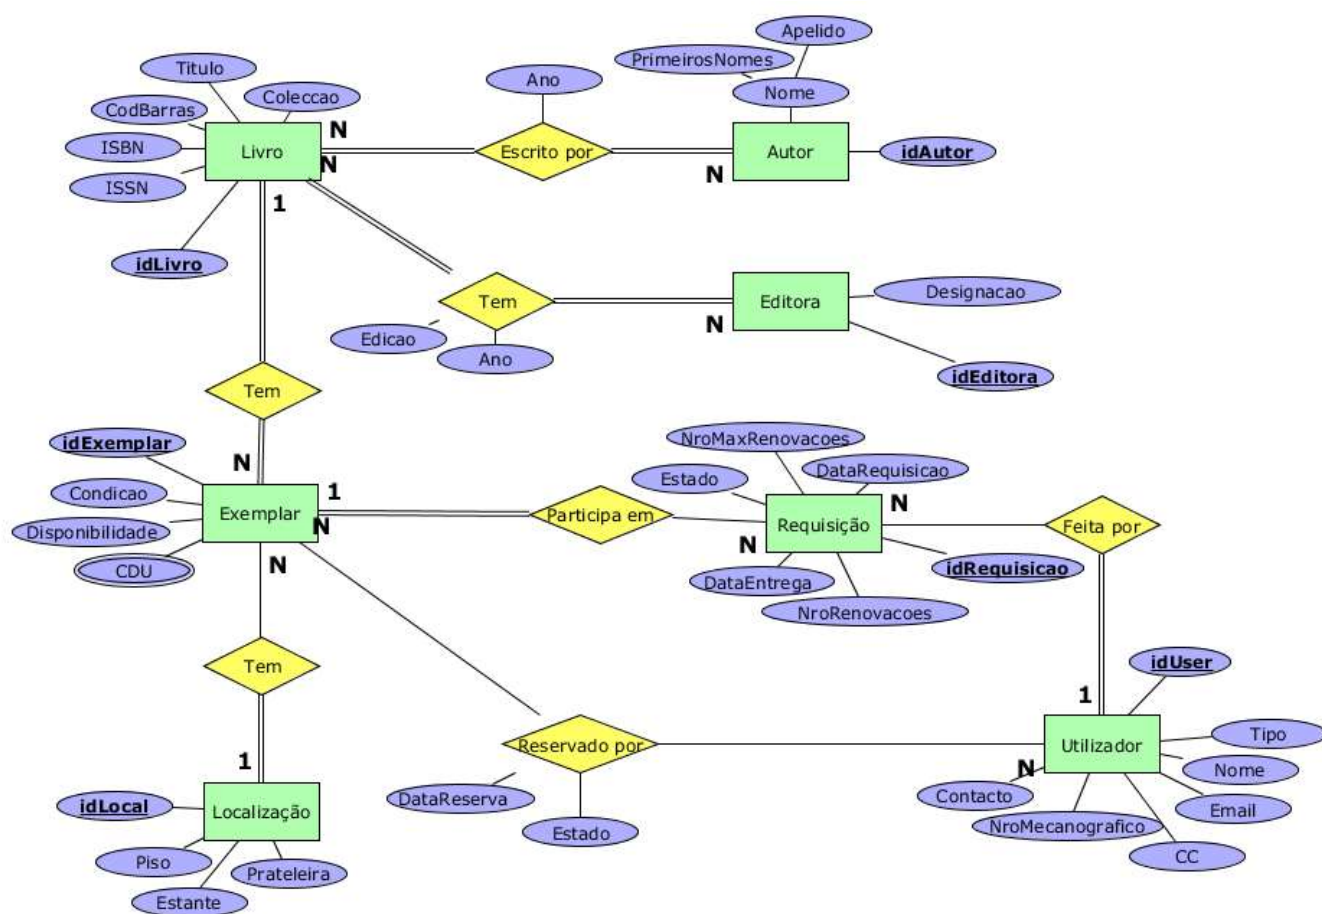 Apelido
PrimeirosNomes
Titulo
Ano
Nome
Coleccao
CodBarras
N
ISBN
Livro
Escrito por
Autor
idAutor
N
ISSN
N
1
idLivro
Designacao
Tem
Editora
N
Edicao
Ano
idEditora
Tem
NroMaxRenovacoes
idExemplar
N
DataRequisicao
Estado
1
N
Condicao
Exemplar
Participa em
Requisição
Feita por
N
Disponibilidade
N
N
CDU
idRequisicao
DataEntrega
NroRenovacoes
Tem
idUser
1
Tipo
Reservado por
Utilizador
1
N
Nome
Contacto
DataReserva
idLocal
Localização
Email
NroMecanografico
Estado
Piso
CC
Prateleira
Estante